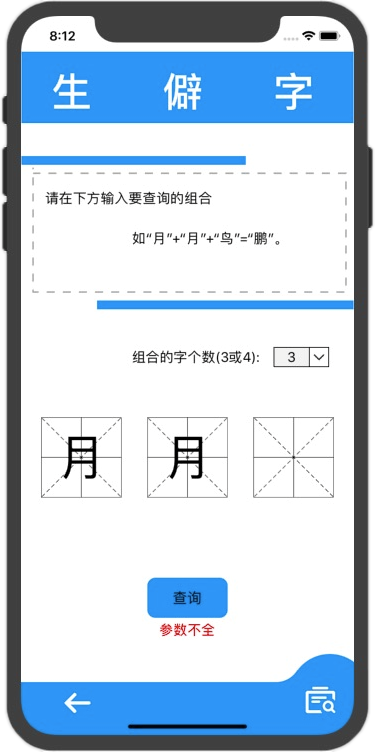 8:12
生 僻 字
请在下方输入要查询的组合
如“月”+“月”+“鸟”=“鹏”。
组合的字个数(3或4): 3
月 月
查询
参数不全